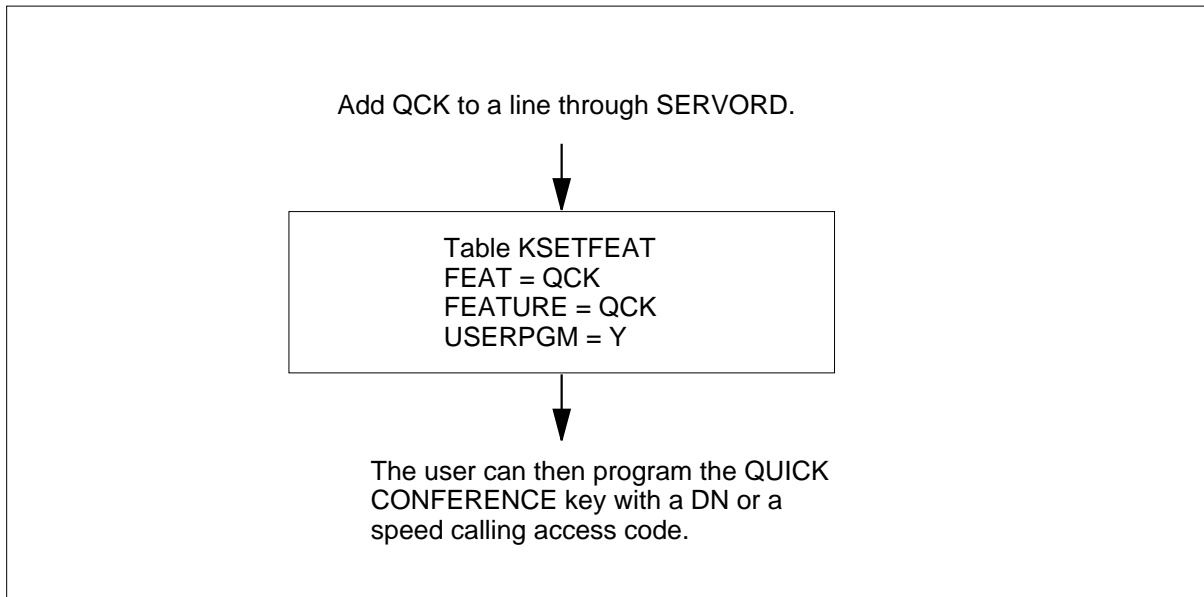 Add QCK to a line through SERVORD.
Table KSETFEAT
FEAT = QCK
FEATURE = QCK
USERPGM = Y
The user can then program the QUICK
CONFERENCE key with a DN or a
speed calling access code.